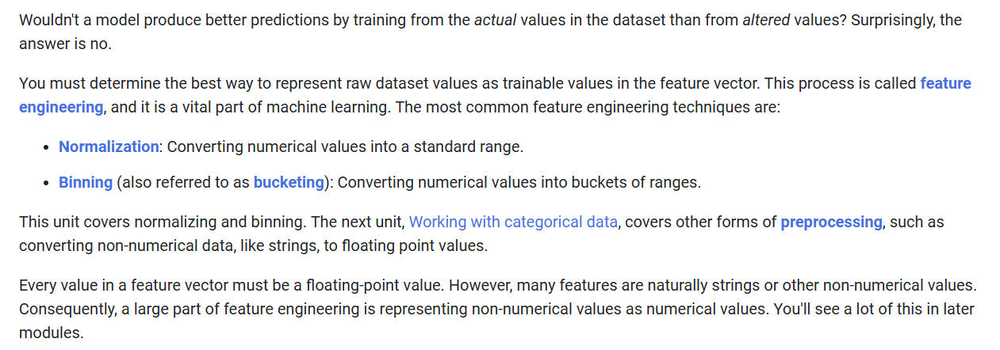 Wouldn't a model produce better predictions by training from the actual values in the dataset than from altered values? Surprisingly, the
answer is no.
You must determine the best way to represent raw dataset values as trainable values in the feature vector. This process is called feature
engineering, and it is a vital part of machine learning. The most common feature engineering techniques are:
• Normalization: Converting numerical values into a standard range.
• Binning (also referred to as bucketing): Converting numerical values into buckets of ranges.
This unit covers normalizing and binning. The next unit, Working with categorical data, covers other forms of preprocessing, such as
converting non-numerical data, like strings, to floating point values.
Every value in a feature vector must be a floating-point value. However, many features are naturally strings or other non-numerical values.
Consequently, a large part of feature engineering is representing non-numerical values as numerical values. You'll see a lot of this in later
modules.